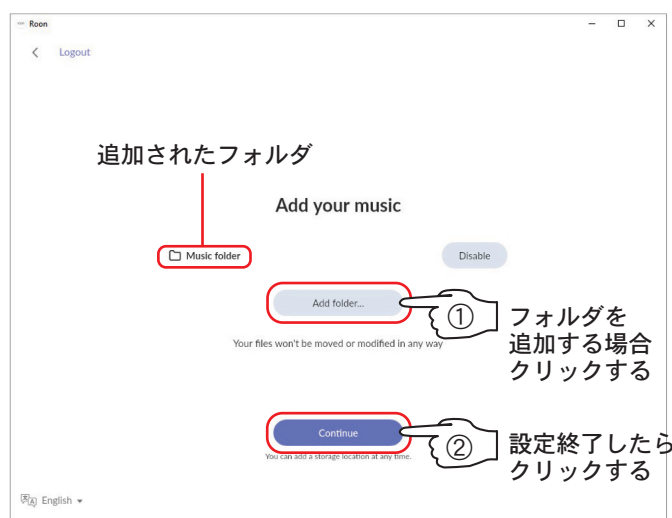 Roon
Logout
追加されたフォルダ
Add your music
Music folder
Disable
Add folder...
①
フォルダを
追加する場合
クリックする
Your files won't be moved or modified in any way
Continue
②
設定終了したら
クリックする
You can add a storage location at any time.
English